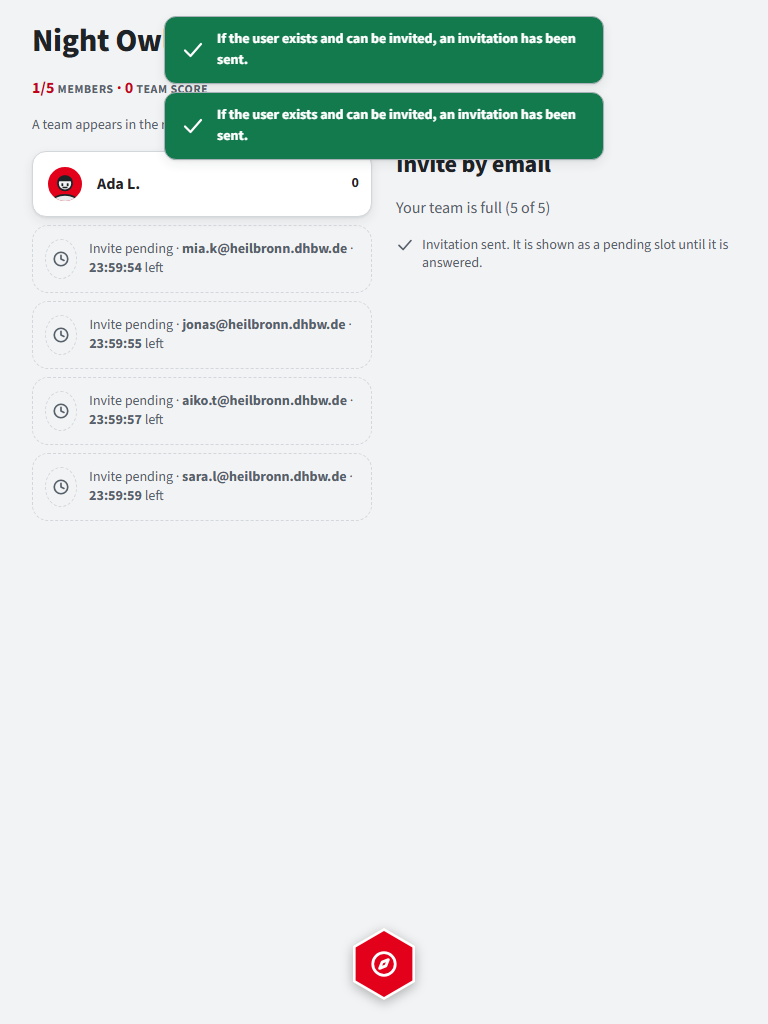 Night Ow
If the user exists and can be invited, an invitation has been
sent.
1/5 MEMBERS · 0 TEAM SCORE
If the user exists and can be invited, an invitation has been
sent.
A team appears in the
Ada L.
0
Invite pending · mia.k@heilbronn.dhbw.de ·
23:59:54 left
Invite pending · jonas@heilbronn.dhbw.de ·
23:59:55 left
Invite pending · aiko.t@heilbronn.dhbw.de ·
23:59:57 left
Invite pending · sara.l@heilbronn.dhbw.de ·
23:59:59 left
Invite by email
Your team is full (5 of 5)
Invitation sent. It is shown as a pending slot until it is
answered.